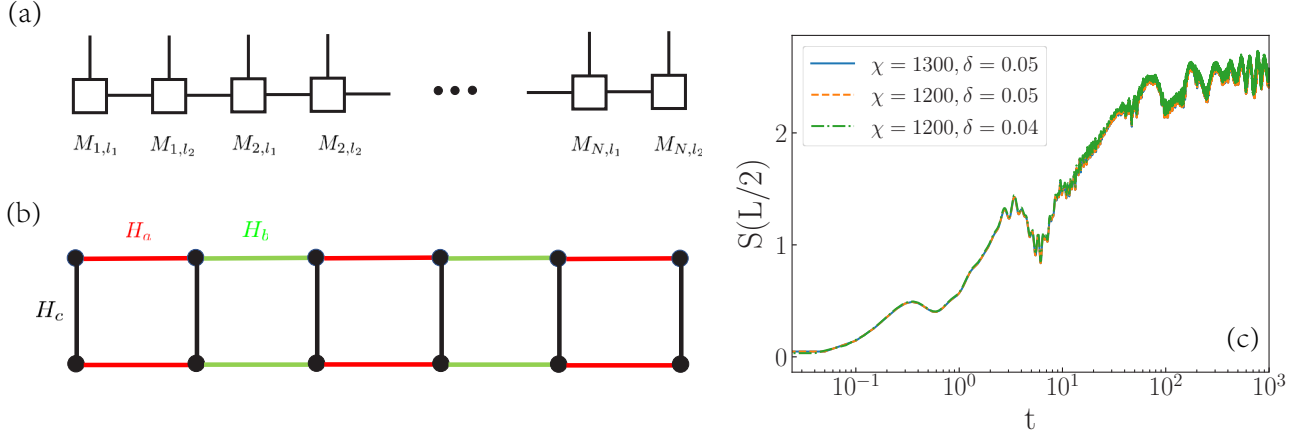 (a)
M_{1,l_1} M_{1,l_2} M_{2,l_1} M_{2,l_2} M_{N,l_1} M_{N,l_2}
(b)
H_a H_b
H_c
χ = 1300, δ = 0.05
χ = 1200, δ = 0.05
χ = 1200, δ = 0.04
S(L/2)
2
1
0
(c)
10^{-1} 10^0 10^1 10^2 10^3
t